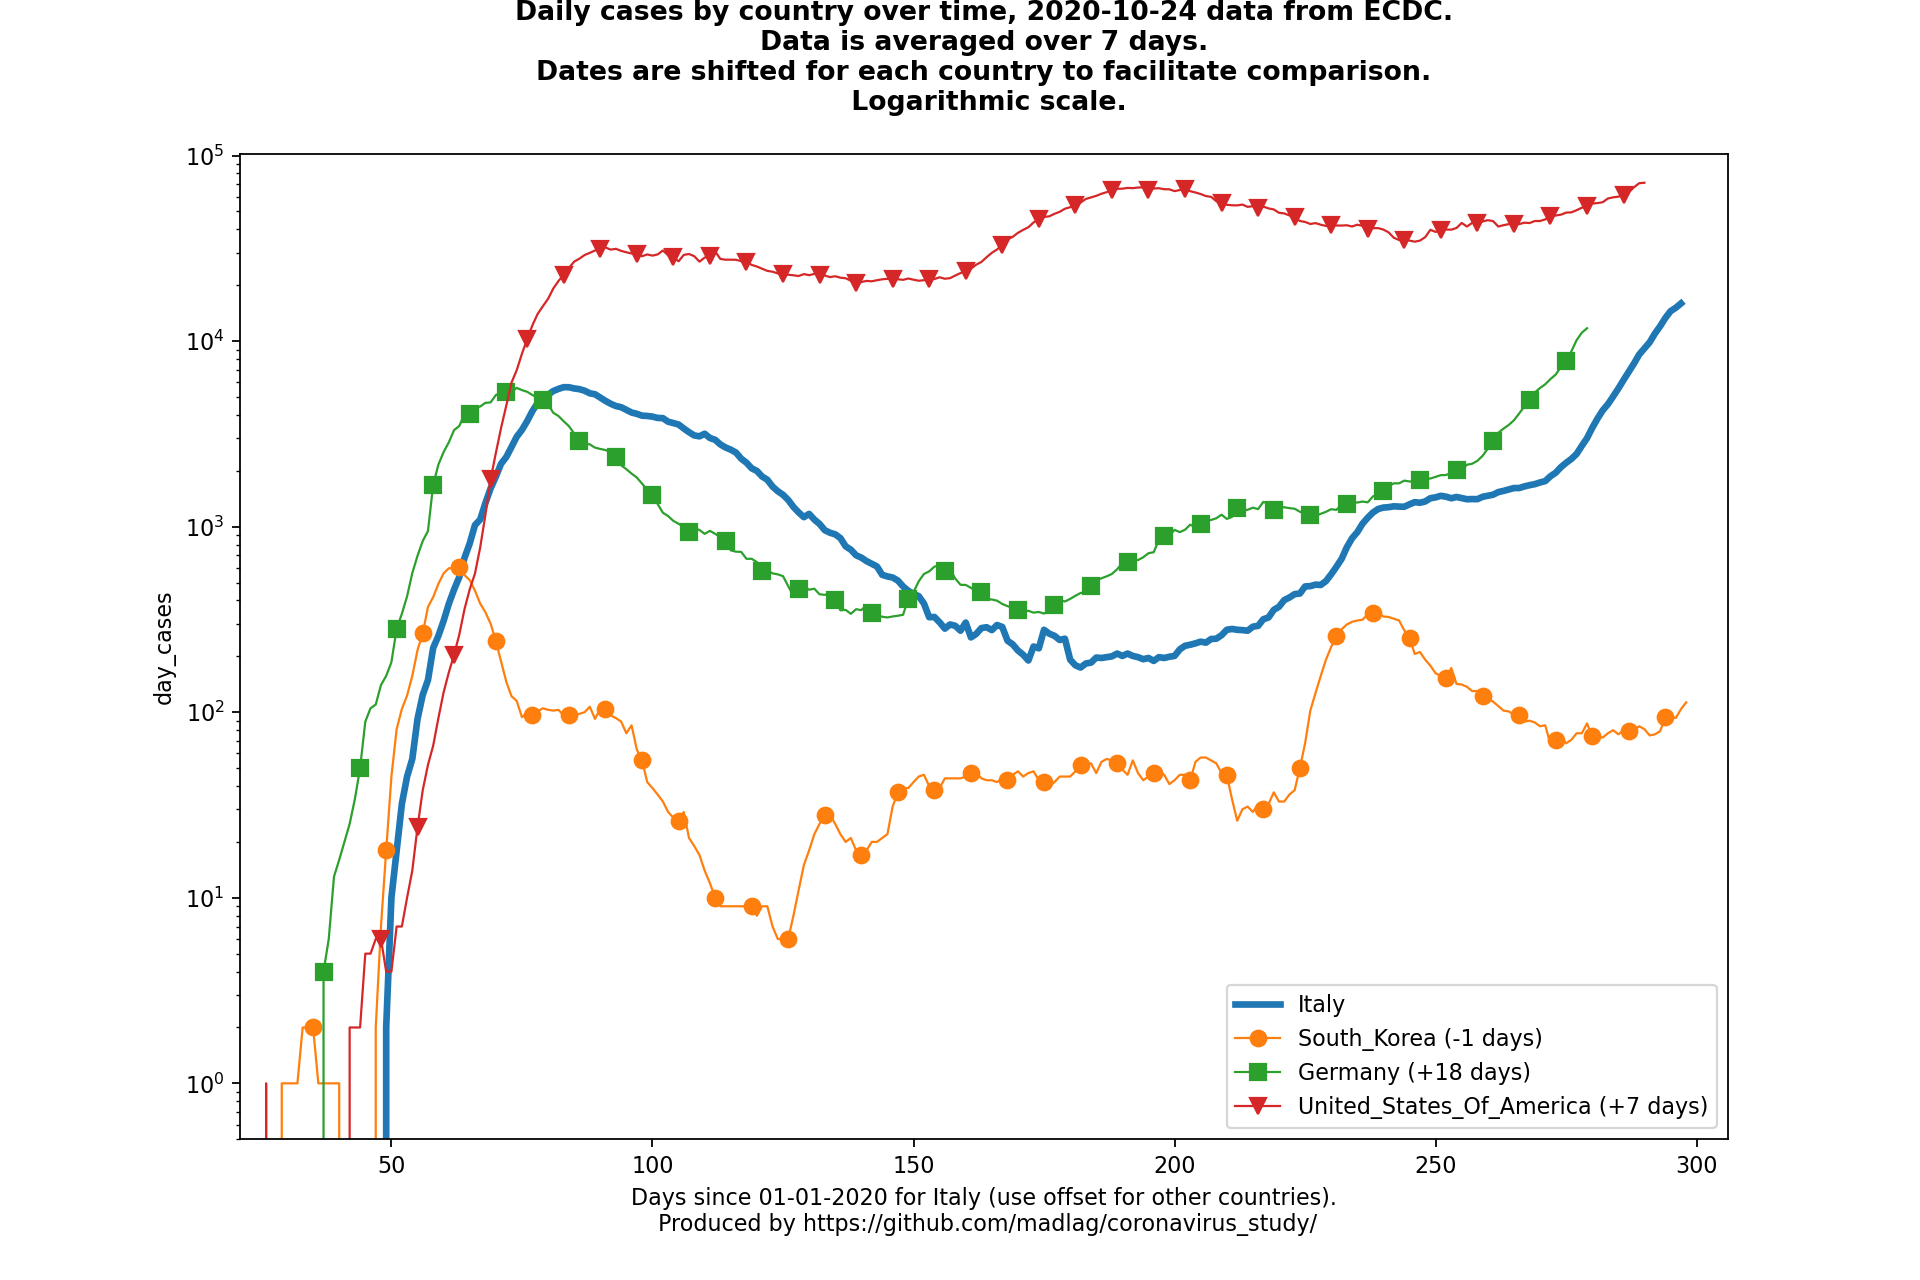 Daily cases by country over time, 2020-10-24 data from ECDC.
Data is averaged over 7 days.
Dates are shifted for each country to facilitate comparison.
Logarithmic scale.
10^5
10^4
10^3
10^2
10^1
10^0
day_cases
Italy
South_Korea (-1 days)
Germany (+18 days)
United_States_Of_America (+7 days)
50 100 150 200 250 300
Days since 01-01-2020 for Italy (use offset for other countries).
Produced by https://github.com/madlag/coronavirus_study/